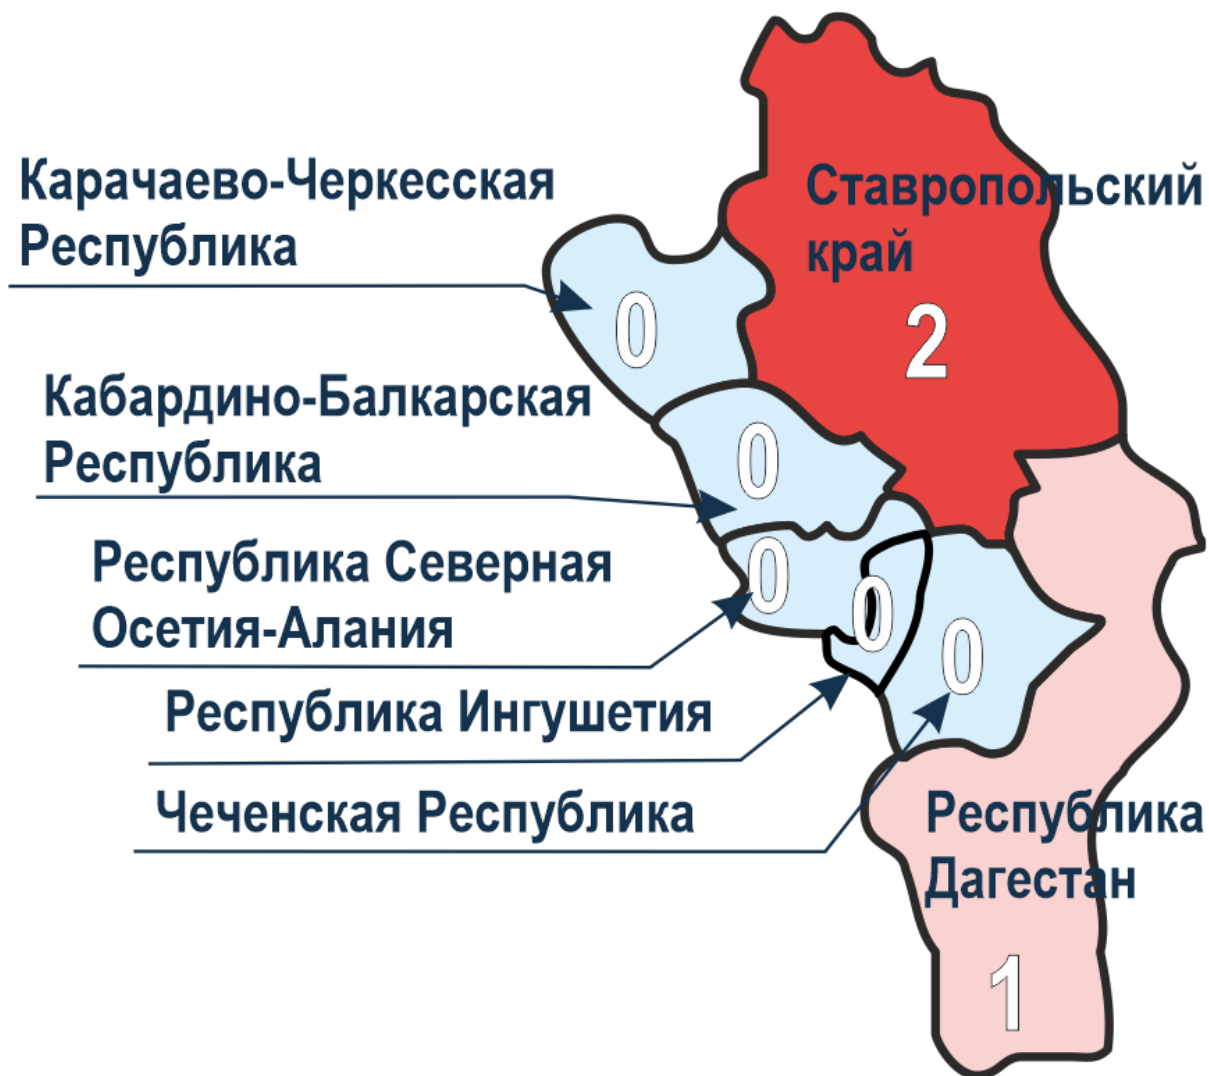 Карачаево-Черкесская
Республика
Ставропольский
край
0
2
Кабардино-Балкарская
Республика
0
Республика Северная
Осетия-Алания
0
0
0
Республика Ингушетия
Чеченская Республика
Республика
Дагестан
1